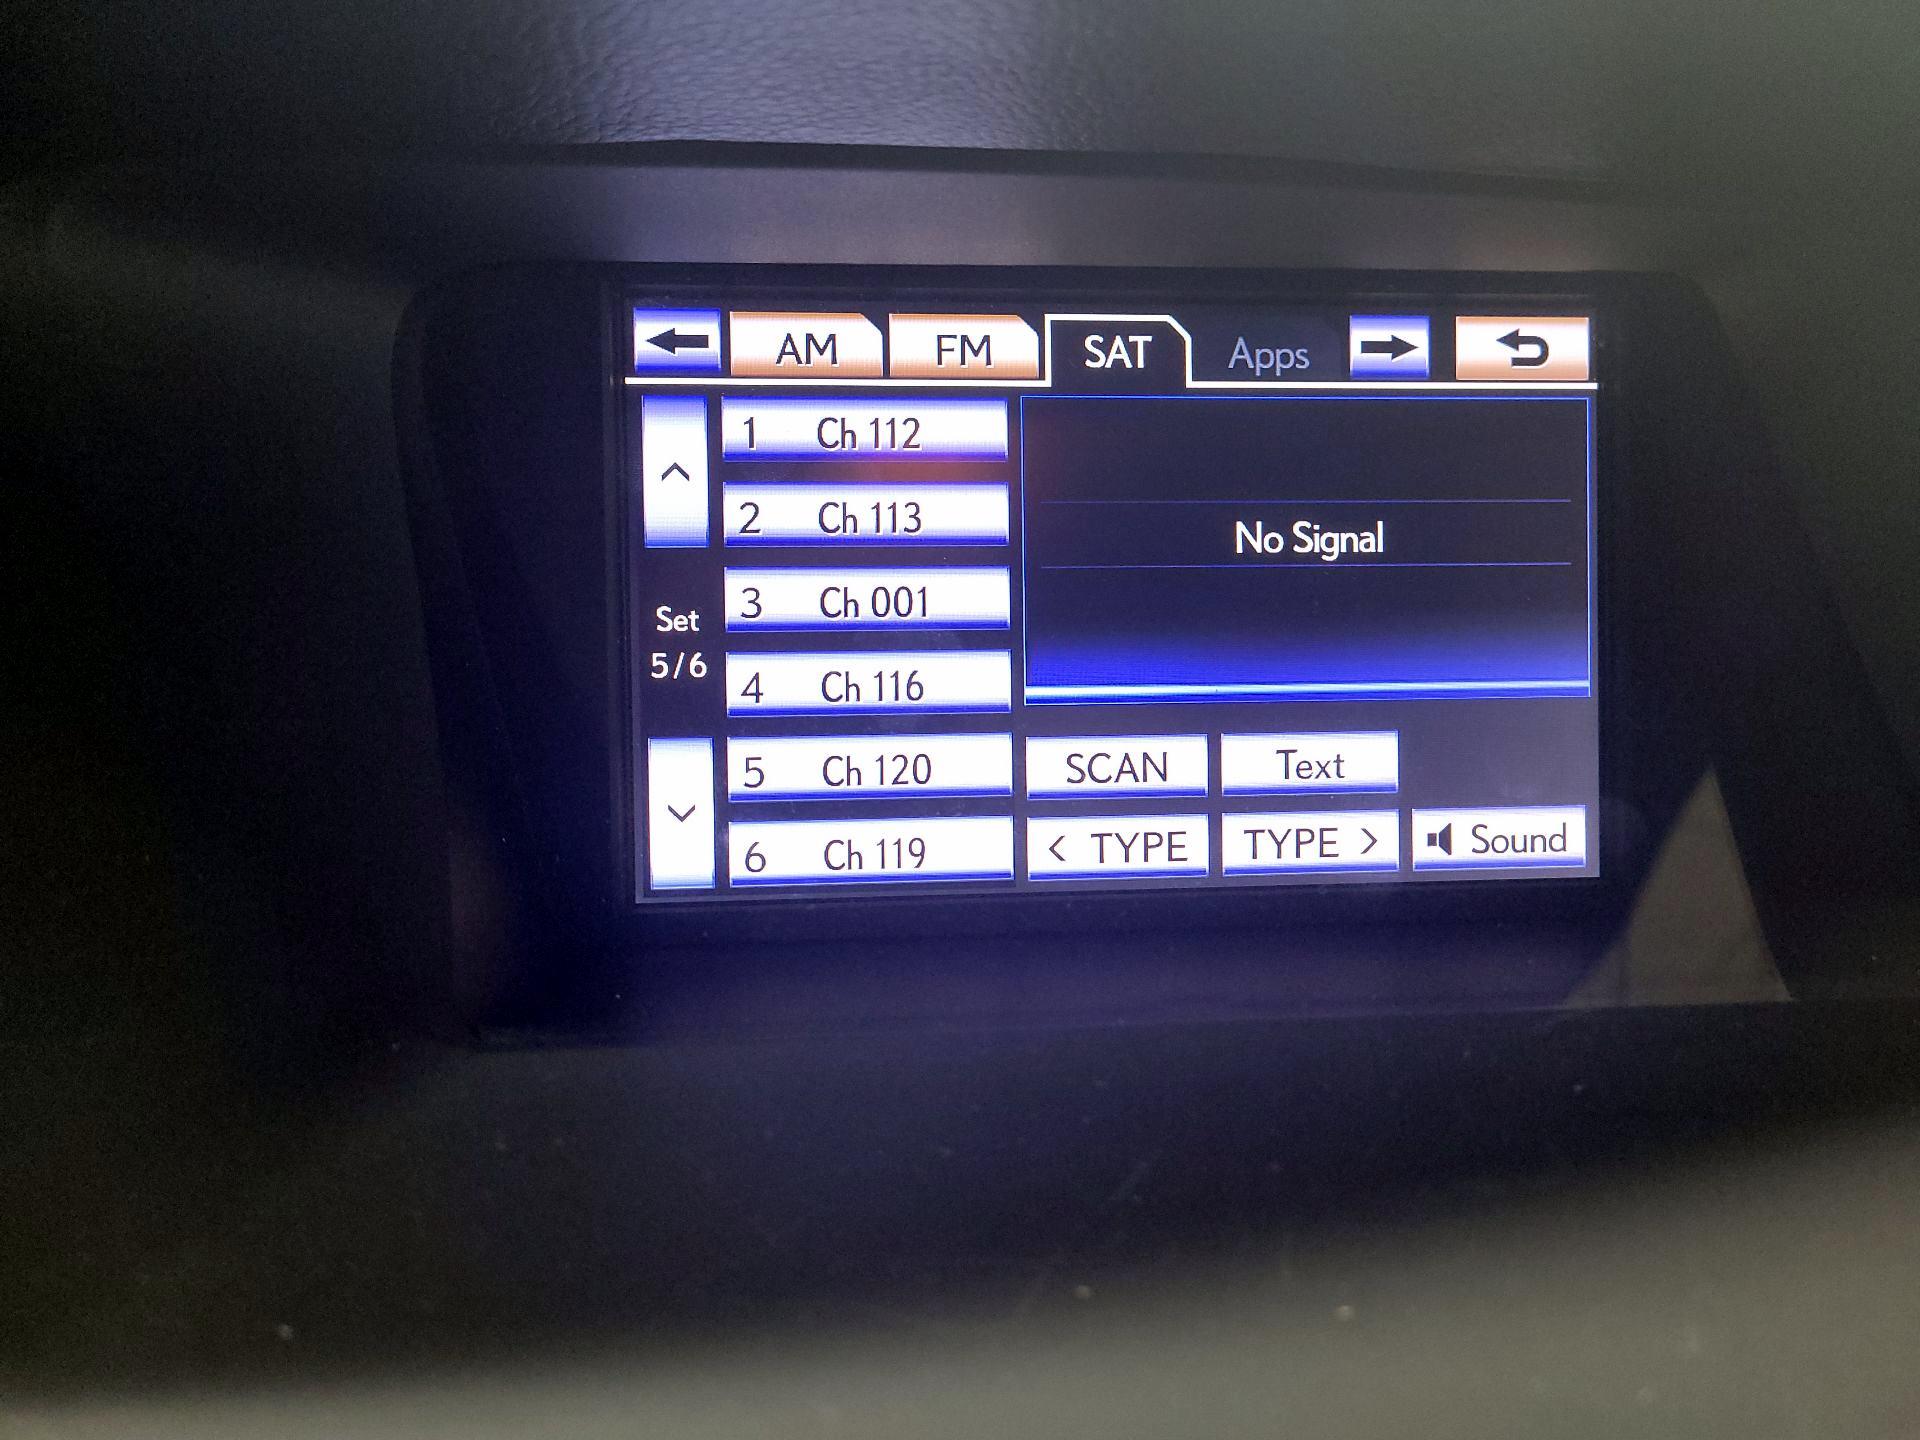 AM FM SAT Apps
1 Ch 112
2 Ch 113
3 Ch 001
4 Ch 116
5 Ch 120
6 Ch 119
Set
5/6
No Signal
SCAN Text
< TYPE TYPE > Sound